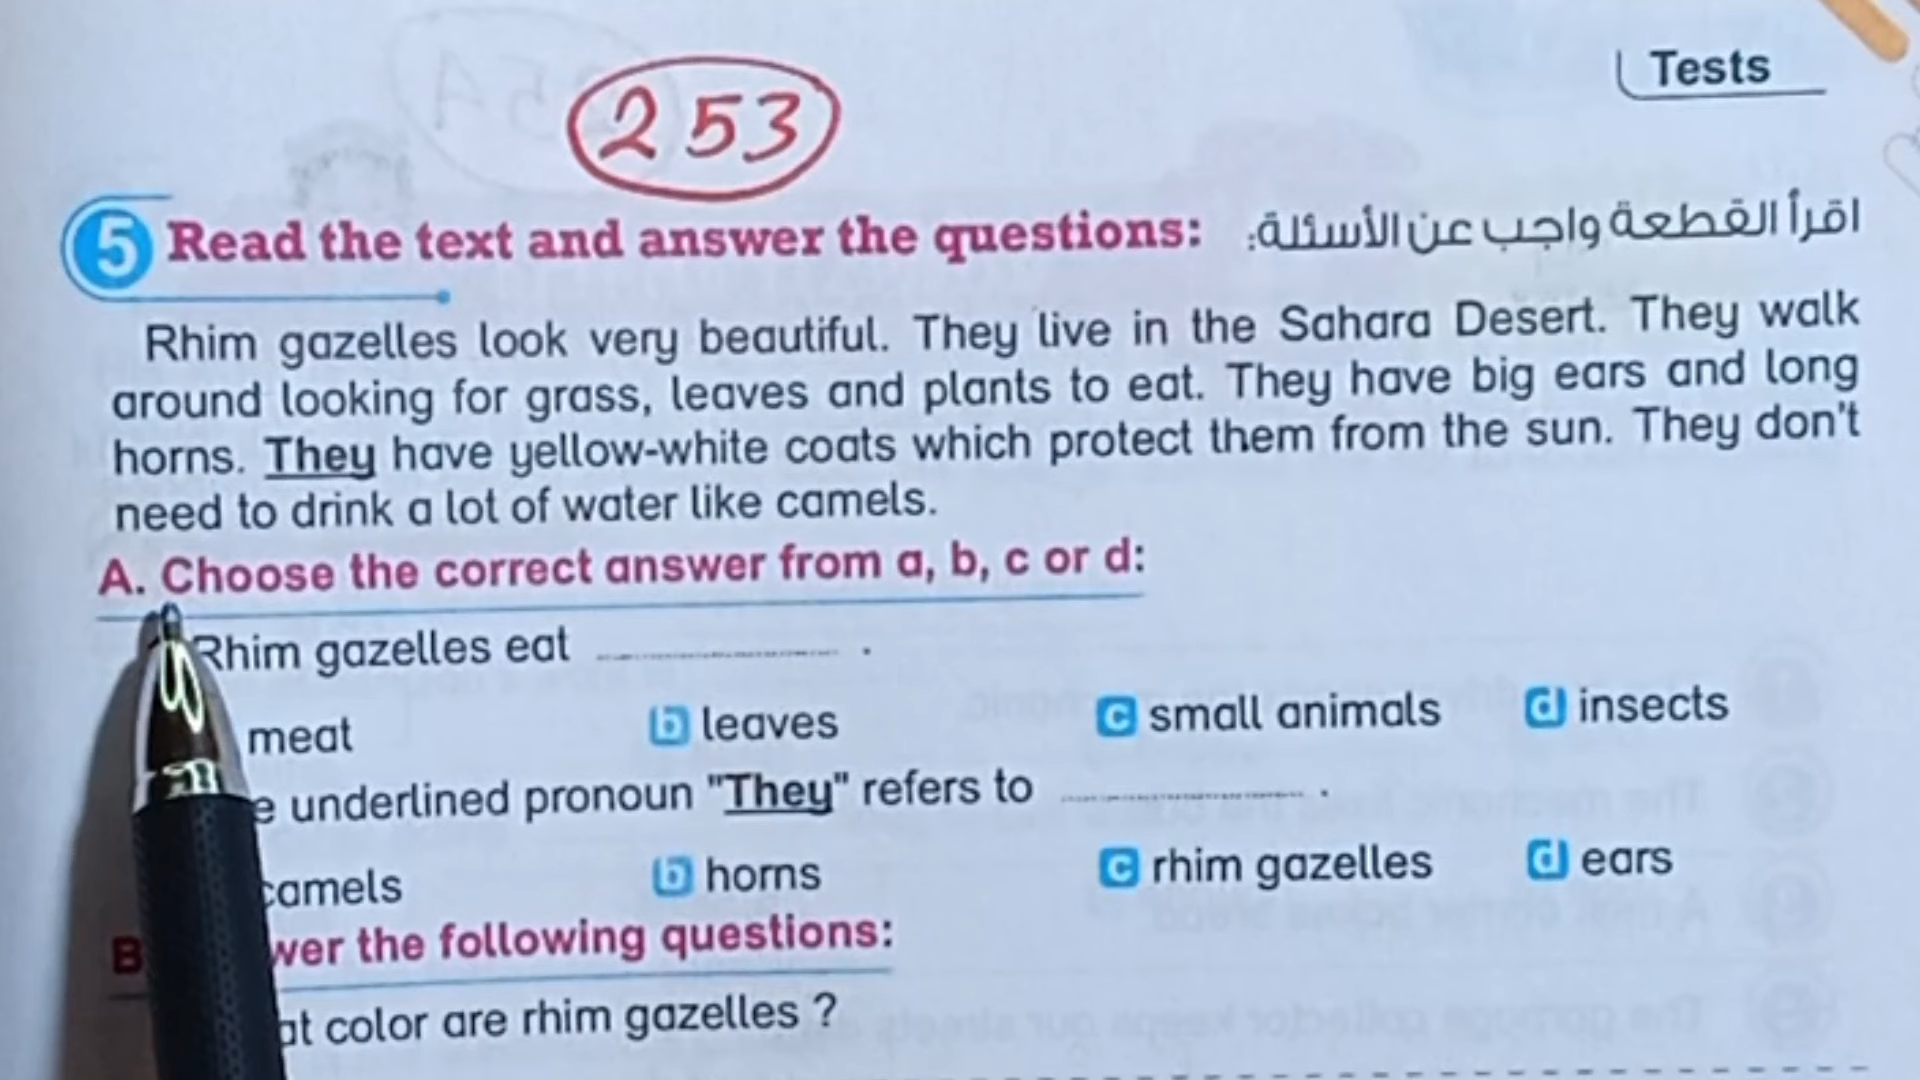 Tests
253
5 Read the text and answer the questions: اقرأ القطعة واجب عن الأسئلة:
Rhim gazelles look very beautiful. They live in the Sahara Desert. They walk
around looking for grass, leaves and plants to eat. They have big ears and long
horns. They have yellow-white coats which protect them from the sun. They don't
need to drink a lot of water like camels.
A. Choose the correct answer from a, b, c or d:
Rhim gazelles eat .................... .
meat b leaves c small animals d insects
e underlined pronoun "They" refers to .................... .
camels b horns c rhim gazelles d ears
B wer the following questions:
at color are rhim gazelles ?